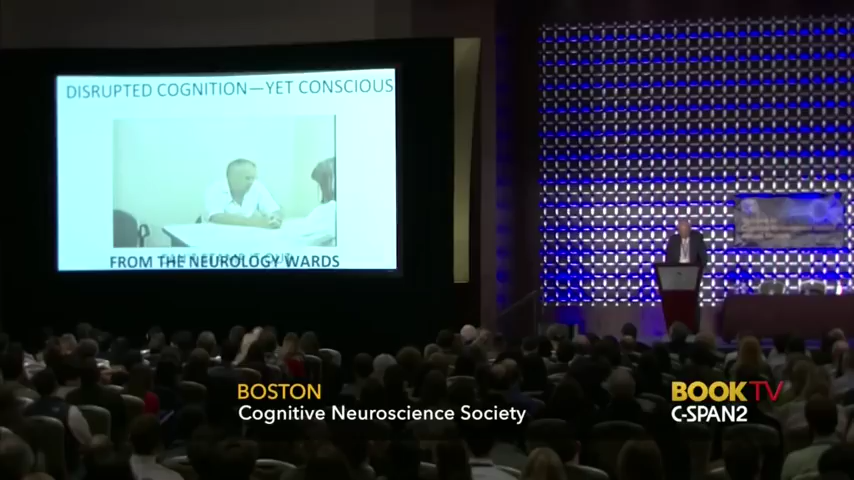 DISRUPTED COGNITION—YET CONSCIOUS
FROM THE NEUROLOGY WARDS
BOSTON
Cognitive Neuroscience Society
BOOK TV
C-SPAN2